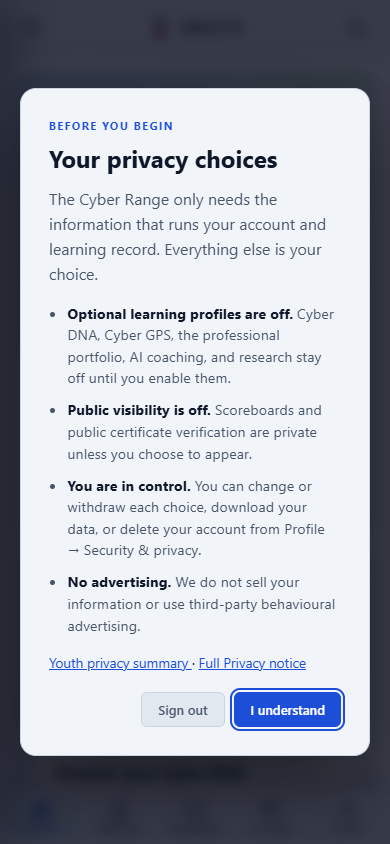 BEFORE YOU BEGIN
Your privacy choices
The Cyber Range only needs the
information that runs your account and
learning record. Everything else is your
choice.
• Optional learning profiles are off. Cyber
DNA, Cyber GPS, the professional
portfolio, AI coaching, and research stay
off until you enable them.
• Public visibility is off. Scoreboards and
public certificate verification are private
unless you choose to appear.
• You are in control. You can change or
withdraw each choice, download your
data, or delete your account from Profile
→ Security & privacy.
• No advertising. We do not sell your
information or use third-party behavioural
advertising.
Youth privacy summary · Full Privacy notice
Sign out
I understand